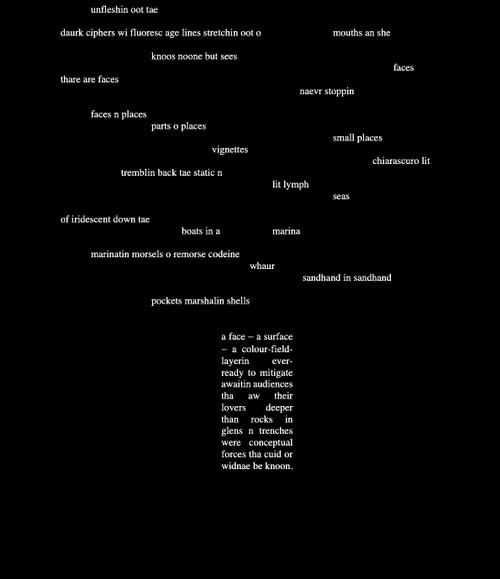 unfleshin oot tae
daurk ciphers wi fluoresc age lines stretchin oot o mouths an she
knoos noone but sees
faces
thare are faces
naevr stoppin
faces n places
parts o places
small places
vignettes
chiarascuro lit
tremblin back tae static n
lit lymph
seas
of iridescent down tae
boats in a marina
marinatin morsels o remorse codeine
whaur
sandhand in sandhand
pockets marshalin shells
a face – a surface
– a colour-field-
layerin ever-
ready to mitigate
awaitin audiences
tha aw their
lovers deeper
than rocks in
glens n trenches
were conceptual
forces tha cuid or
widnae be knoon.